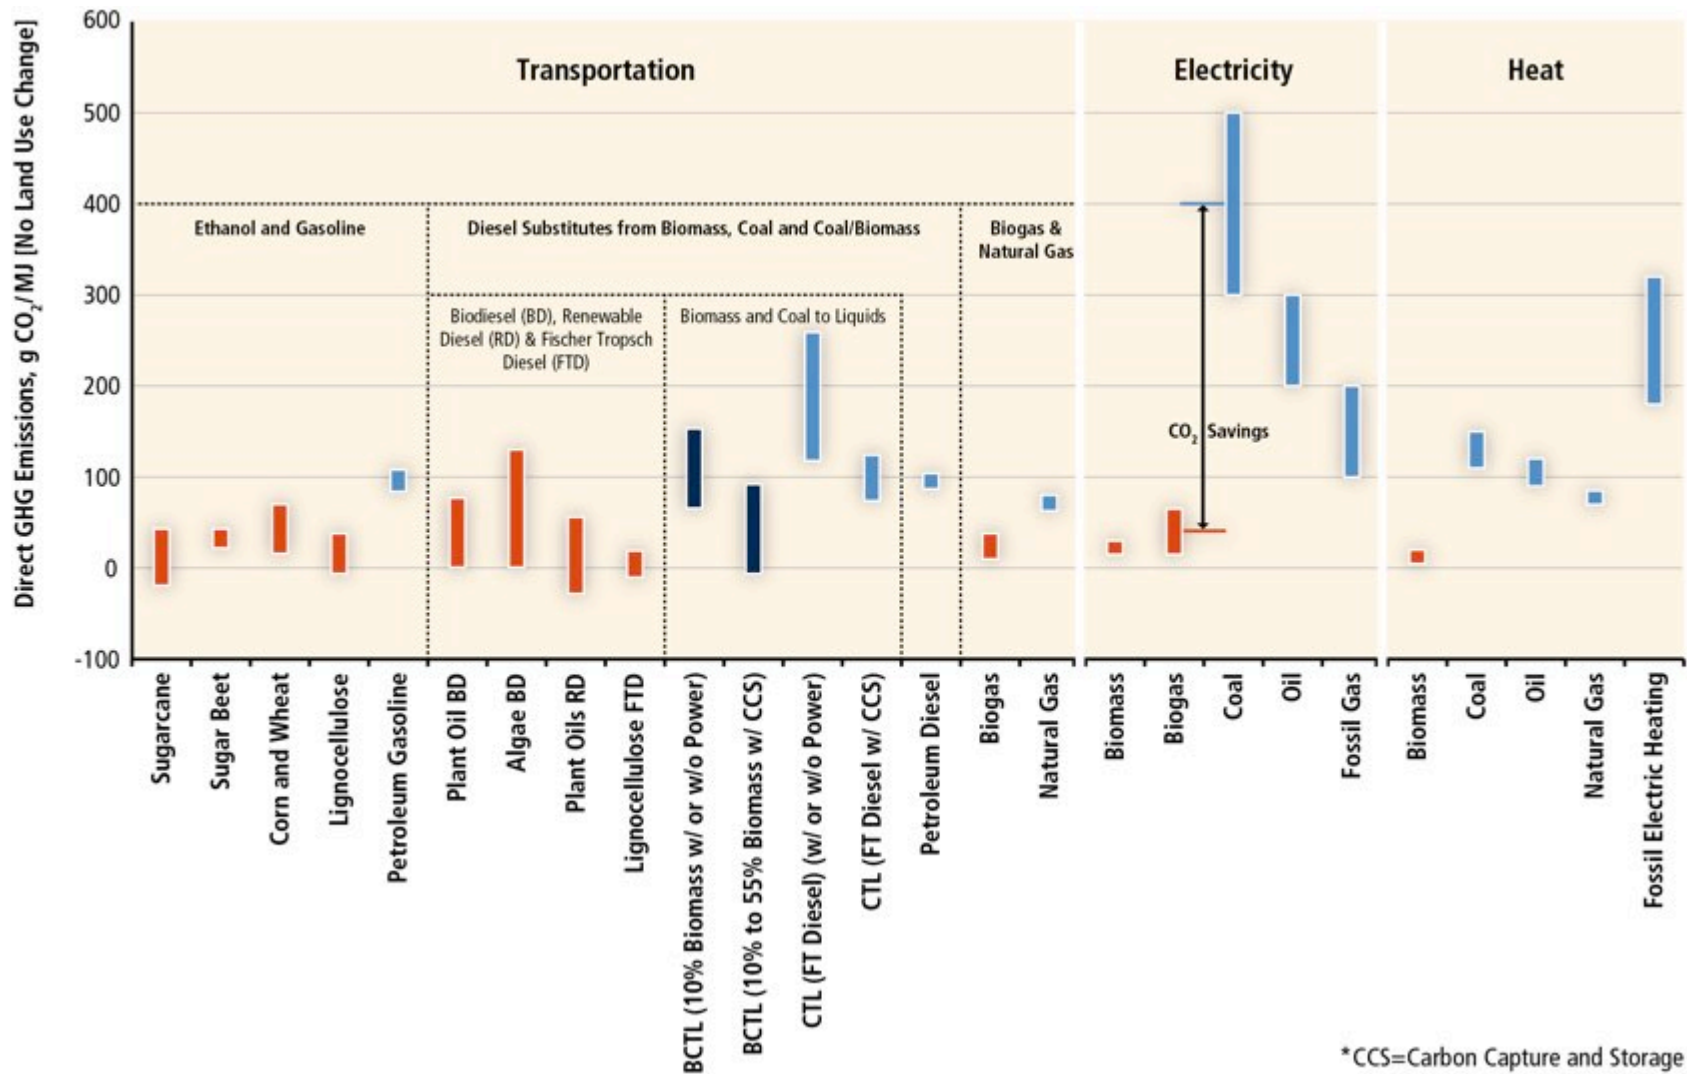 Direct GHG Emissions, g CO2/MJ [No Land Use Change]
600
500
400
300
200
100
0
-100
Transportation
Electricity
Heat
Ethanol and Gasoline
Diesel Substitutes from Biomass, Coal and Coal/Biomass
Biogas &
Natural Gas
Biodiesel (BD), Renewable
Diesel (RD) & Fischer Tropsch
Diesel (FTD)
Biomass and Coal to Liquids
CO2 Savings
Sugarcane
Sugar Beet
Corn and Wheat
Lignocellulose
Petroleum Gasoline
Plant Oil BD
Algae BD
Plant Oils RD
Lignocellulose FTD
BCTL (10% Biomass w/ or w/o Power)
BCTL (10% to 55% Biomass w/ CCS)
CTL (FT Diesel) (w/ or w/o Power)
CTL (FT Diesel w/ CCS)
Petroleum Diesel
Biogas
Natural Gas
Biomass
Biogas
Coal
Oil
Fossil Gas
Biomass
Coal
Oil
Natural Gas
Fossil Electric Heating
*CCS=Carbon Capture and Storage